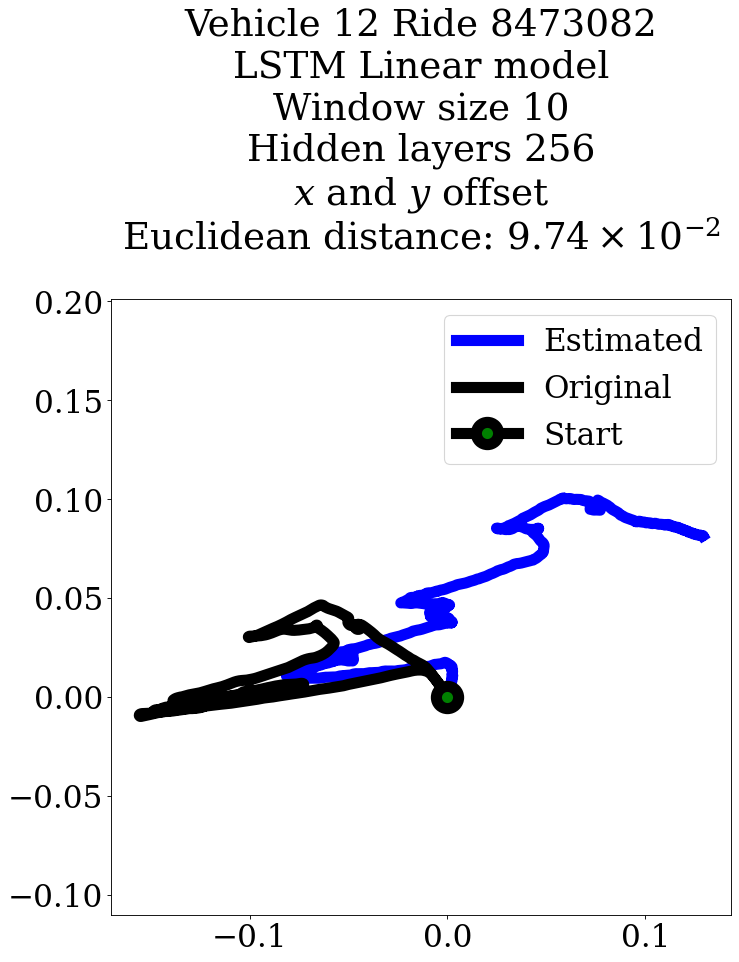 Vehicle 12 Ride 8473082
LSTM Linear model
Window size 10
Hidden layers 256
x and y offset
Euclidean distance: 9.74 × 10⁻²
0.20
0.15
0.10
0.05
0.00
−0.05
−0.10
Estimated
Original
Start
−0.1
0.0
0.1